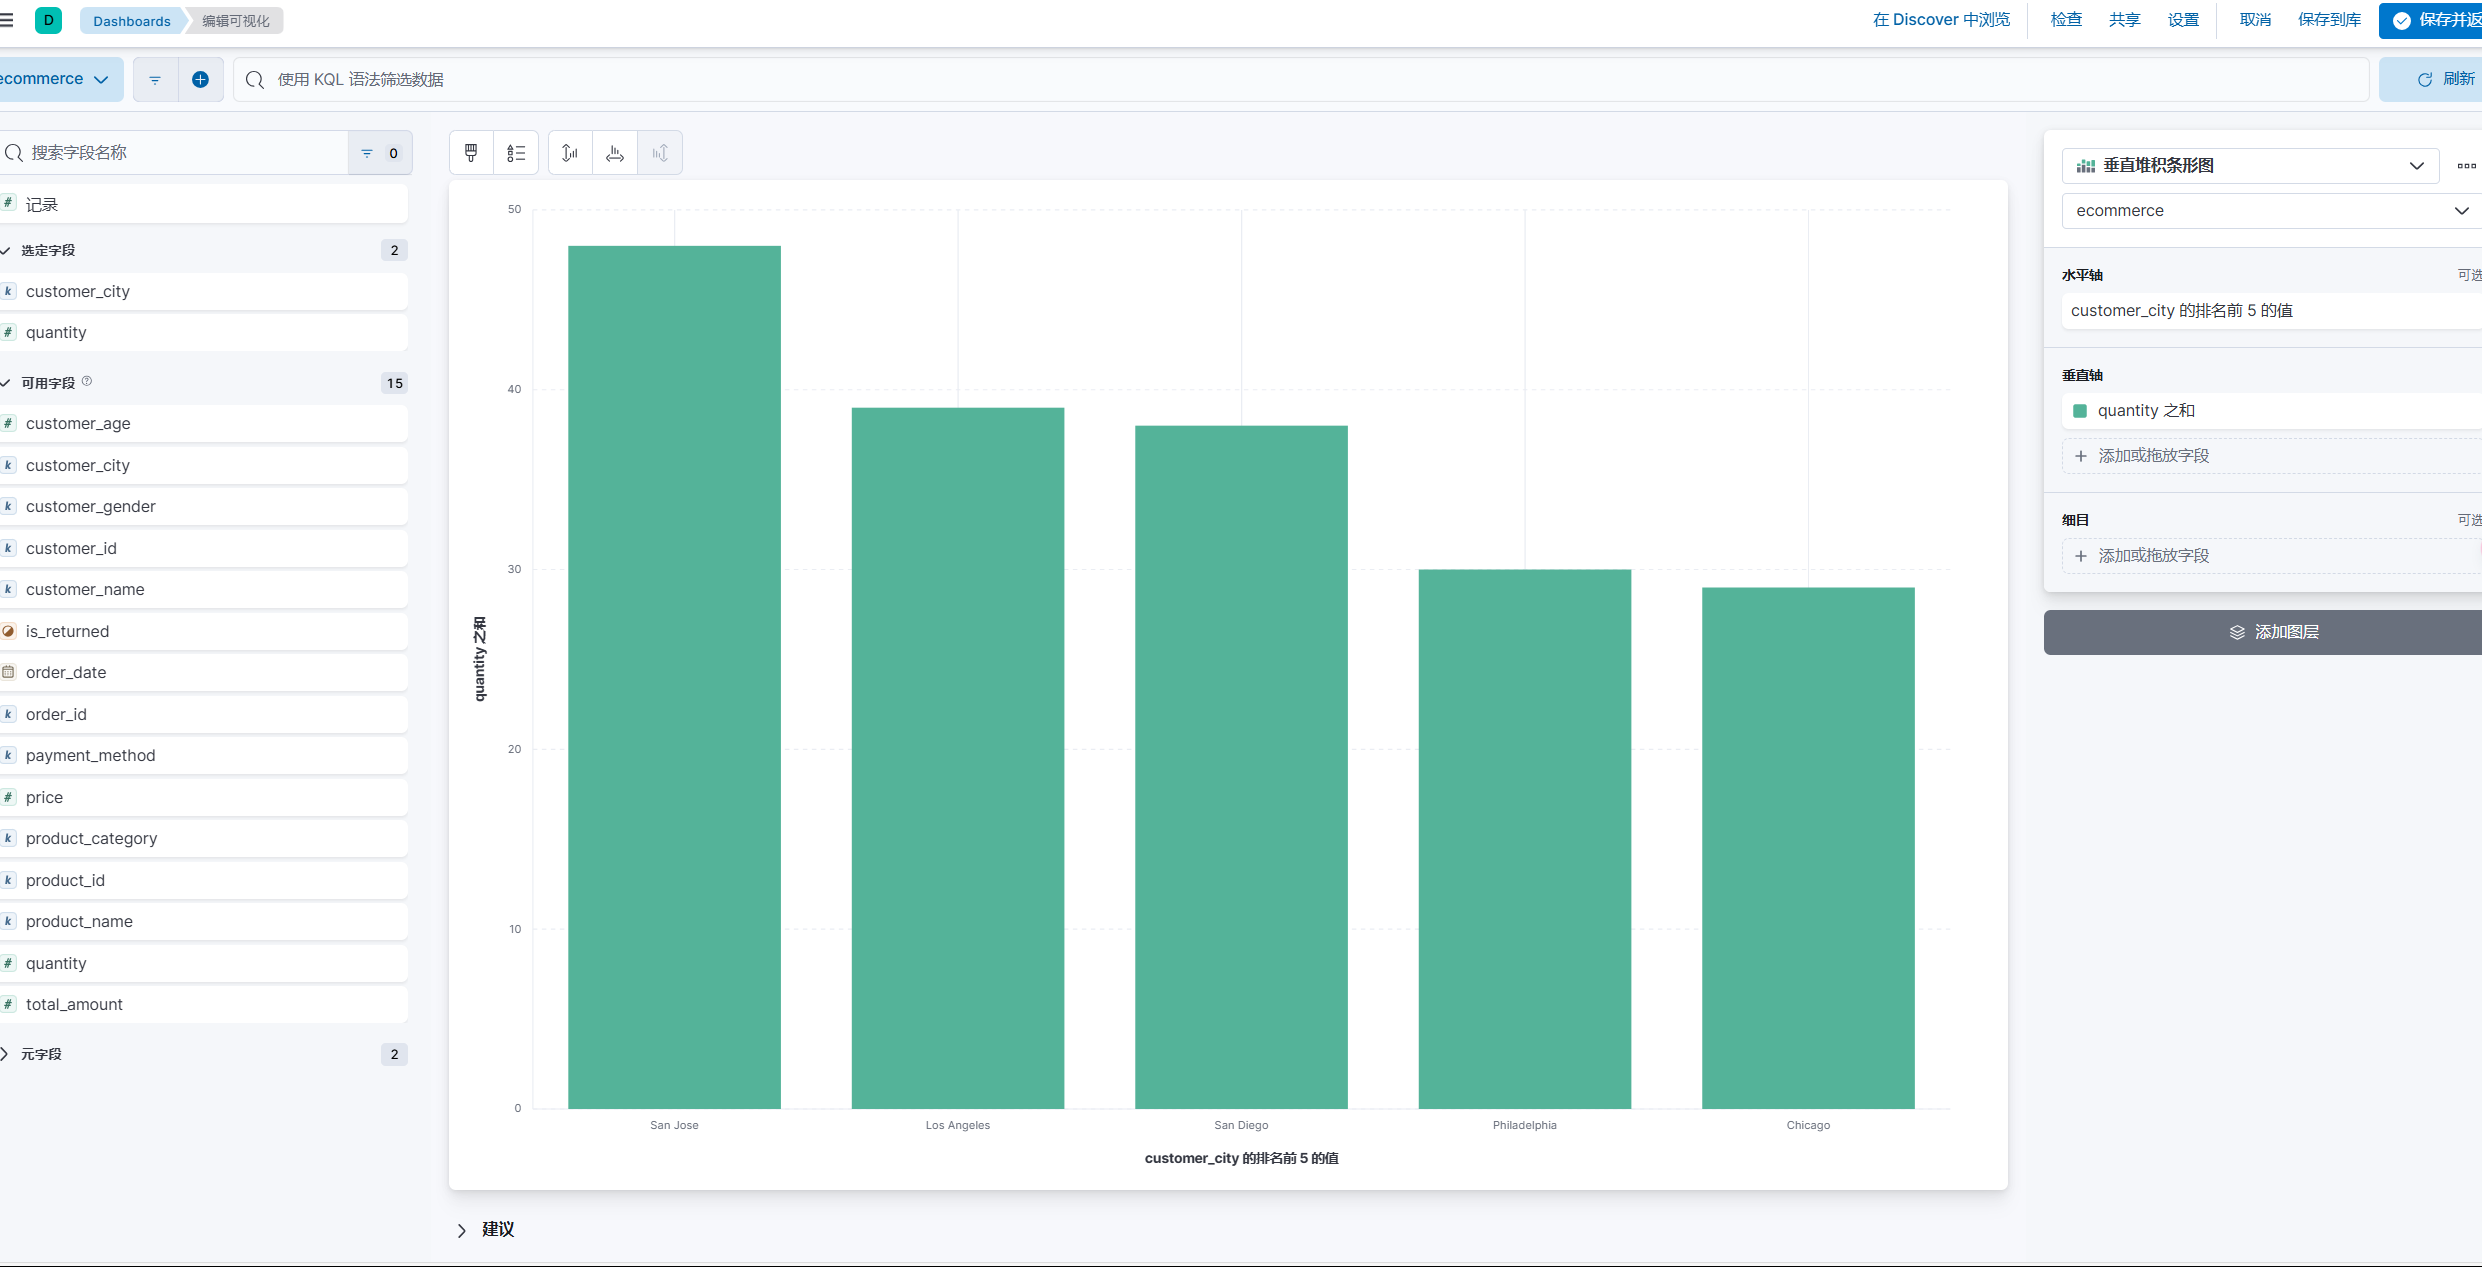 D Dashboards 编辑可视化 在 Discover 中浏览 检查 共享 设置 取消 保存到库 保存并返
ecommerce 使用 KQL 语法筛选数据 刷新
搜索字段名称 0
# 记录
选定字段 2
k customer_city
# quantity
可用字段 ? 15
# customer_age
k customer_city
k customer_gender
k customer_id
k customer_name
is_returned
order_date
k order_id
k payment_method
# price
k product_category
k product_id
k product_name
# quantity
# total_amount
元字段 2
50
40
30
20
10
0
quantity 之和
San Jose Los Angeles San Diego Philadelphia Chicago
customer_city 的排名前 5 的值
建议
垂直堆积条形图
ecommerce
水平轴 可选
customer_city 的排名前 5 的值
垂直轴
quantity 之和
添加或拖放字段
细目 可选
添加或拖放字段
添加图层